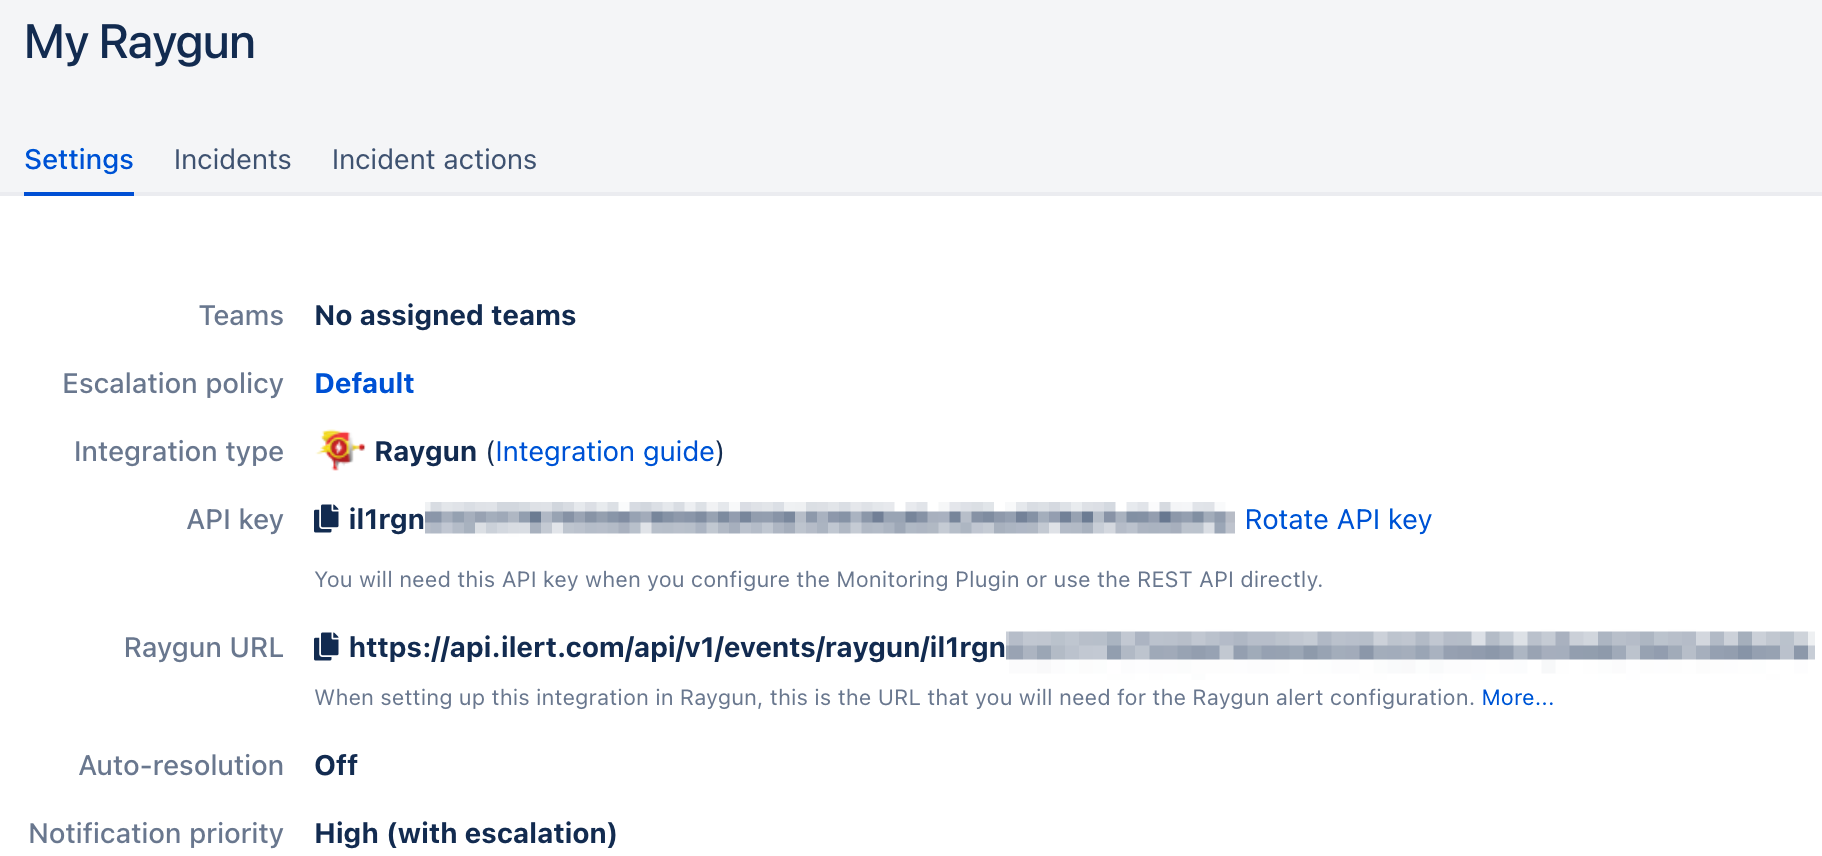 My Raygun
Settings Incidents Incident actions
Teams No assigned teams
Escalation policy Default
Integration type Raygun (Integration guide)
API key il1rgn Rotate API key
You will need this API key when you configure the Monitoring Plugin or use the REST API directly.
Raygun URL https://api.ilert.com/api/v1/events/raygun/il1rgn
When setting up this integration in Raygun, this is the URL that you will need for the Raygun alert configuration. More...
Auto-resolution Off
Notification priority High (with escalation)